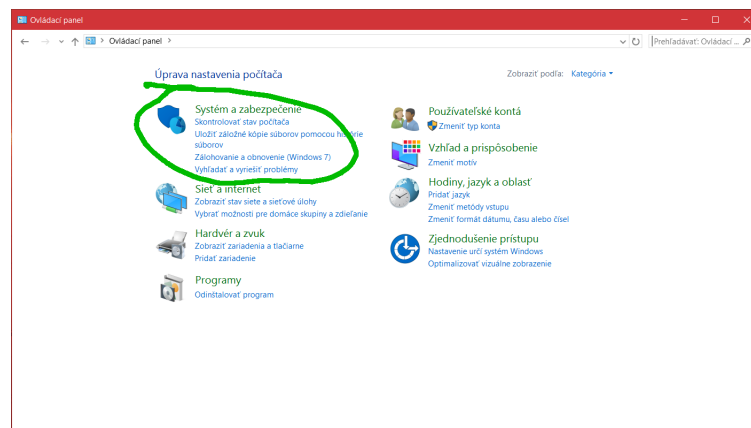 Ovládací panel
Ovládací panel
Prehľadávať: Ovládací ...
Úprava nastavenia počítača
Zobraziť podľa: Kategória
Systém a zabezpečenie
Skontrolovať stav počítača
Uložiť záložné kópie súborov pomocou histórie
súborov
Zálohovanie a obnovenie (Windows 7)
Vyhľadať a vyriešiť problémy
Sieť a internet
Zobraziť stav siete a sieťové úlohy
Vybrať možnosti pre domáce skupiny a zdieľanie
Hardvér a zvuk
Zobraziť zariadenia a tlačiarne
Pridať zariadenie
Programy
Odinštalovať program
Používateľské kontá
Zmeniť typ konta
Vzhľad a prispôsobenie
Zmeniť motív
Hodiny, jazyk a oblasť
Pridať jazyk
Zmeniť metódy vstupu
Zmeniť formát dátumu, času alebo čísel
Zjednodušenie prístupu
Nastavenie určí systém Windows
Optimalizovať vizuálne zobrazenie